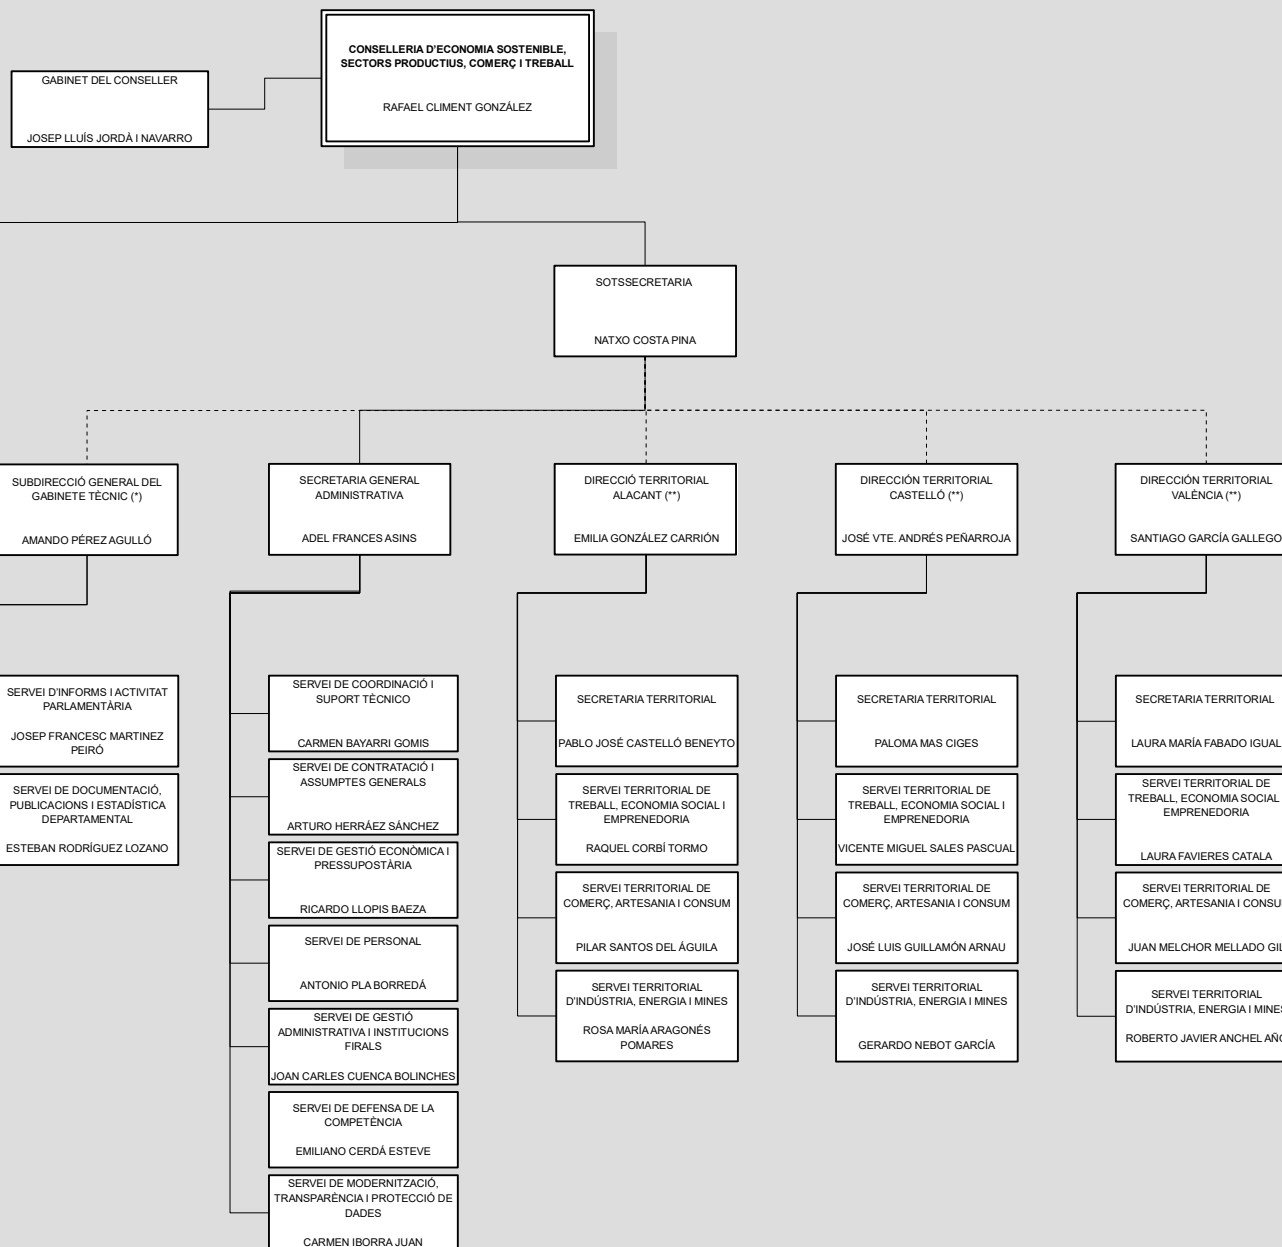 CONSELLERIA D'ECONOMIA SOSTENIBLE,
SECTORS PRODUCTIUS, COMERÇ I TREBALL
RAFAEL CLIMENT GONZÁLEZ
GABINET DEL CONSELLER
JOSEP LLUÍS JORDÀ I NAVARRO
SOTSSECRETARIA
NATXO COSTA PINA
SUBDIRECCIÓ GENERAL DEL
GABINETE TÈCNIC (*)
AMANDO PÉREZ AGULLÓ
SECRETARIA GENERAL
ADMINISTRATIVA
ADEL FRANCES ASINS
DIRECCIÓ TERRITORIAL
ALACANT (**)
EMILIA GONZÁLEZ CARRIÓN
DIRECCIÓN TERRITORIAL
CASTELLÓ (**)
JOSÉ VTE. ANDRÉS PEÑARROJA
DIRECCIÓN TERRITORIAL
VALÈNCIA (**)
SANTIAGO GARCÍA GALLEGO
SERVEI D'INFORMS I ACTIVITAT
PARLAMENTÀRIA
JOSEP FRANCESC MARTINEZ
PEIRÓ
SERVEI DE DOCUMENTACIÓ,
PUBLICACIONS I ESTADÍSTICA
DEPARTAMENTAL
ESTEBAN RODRÍGUEZ LOZANO
SERVEI DE COORDINACIÓ I
SUPORT TÈCNICO
CARMEN BAYARRI GOMIS
SERVEI DE CONTRATACIÓ I
ASSUMPTES GENERALS
ARTURO HERRÁEZ SÁNCHEZ
SERVEI DE GESTIÓ ECONÒMICA I
PRESSUPOSTÀRIA
RICARDO LLOPIS BAEZA
SERVEI DE PERSONAL
ANTONIO PLA BORREDÁ
SERVEI DE GESTIÓ
ADMINISTRATIVA I INSTITUCIONS
FIRALS
JOAN CARLES CUENCA BOLINCHES
SERVEI DE DEFENSA DE LA
COMPETÈNCIA
EMILIANO CERDÁ ESTEVE
SERVEI DE MODERNITZACIÓ,
TRANSPARÈNCIA I PROTECCIÓ DE
DADES
CARMEN IBORRA JUAN
SECRETARIA TERRITORIAL
PABLO JOSÉ CASTELLÓ BENEYTO
SERVEI TERRITORIAL DE
TREBALL, ECONOMIA SOCIAL I
EMPRENEDORIA
RAQUEL CORBÍ TORMO
SERVEI TERRITORIAL DE
COMERÇ, ARTESANIA I CONSUM
PILAR SANTOS DEL ÁGUILA
SERVEI TERRITORIAL
D'INDÚSTRIA, ENERGIA I MINES
ROSA MARÍA ARAGONÉS
POMARES
SECRETARIA TERRITORIAL
PALOMA MAS CIGES
SERVEI TERRITORIAL DE
TREBALL, ECONOMIA SOCIAL I
EMPRENEDORIA
VICENTE MIGUEL SALES PASCUAL
SERVEI TERRITORIAL DE
COMERÇ, ARTESANIA I CONSUM
JOSÉ LUIS GUILLAMÓN ARNAU
SERVEI TERRITORIAL
D'INDÚSTRIA, ENERGIA I MINES
GERARDO NEBOT GARCÍA
SECRETARIA TERRITORIAL
LAURA MARÍA FABADO IGUAL
SERVEI TERRITORIAL DE
TREBALL, ECONOMIA SOCIAL
EMPRENEDORIA
LAURA FAVIERES CATALA
SERVEI TERRITORIAL DE
COMERÇ, ARTESANIA I
JUAN MELCHOR MELLADO
SERVEI TERRITORIAL
D'INDÚSTRIA, ENERGIA I MINES
ROBERTO JAVIER ANCHEL